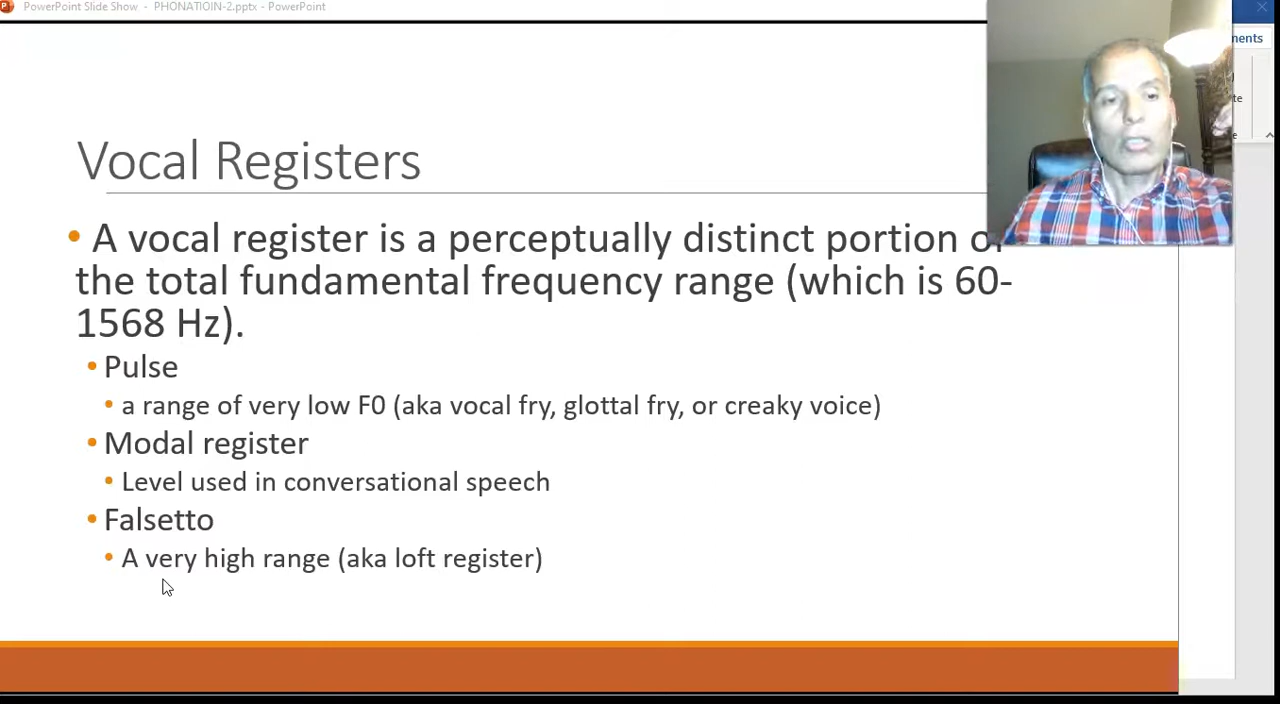 PowerPoint Slide Show - PHONATIOIN-2.pptx - PowerPoint
nents
te
e
Vocal Registers
• A vocal register is a perceptually distinct portion of
the total fundamental frequency range (which is 60-
1568 Hz).
• Pulse
• a range of very low F0 (aka vocal fry, glottal fry, or creaky voice)
• Modal register
• Level used in conversational speech
• Falsetto
• A very high range (aka loft register)